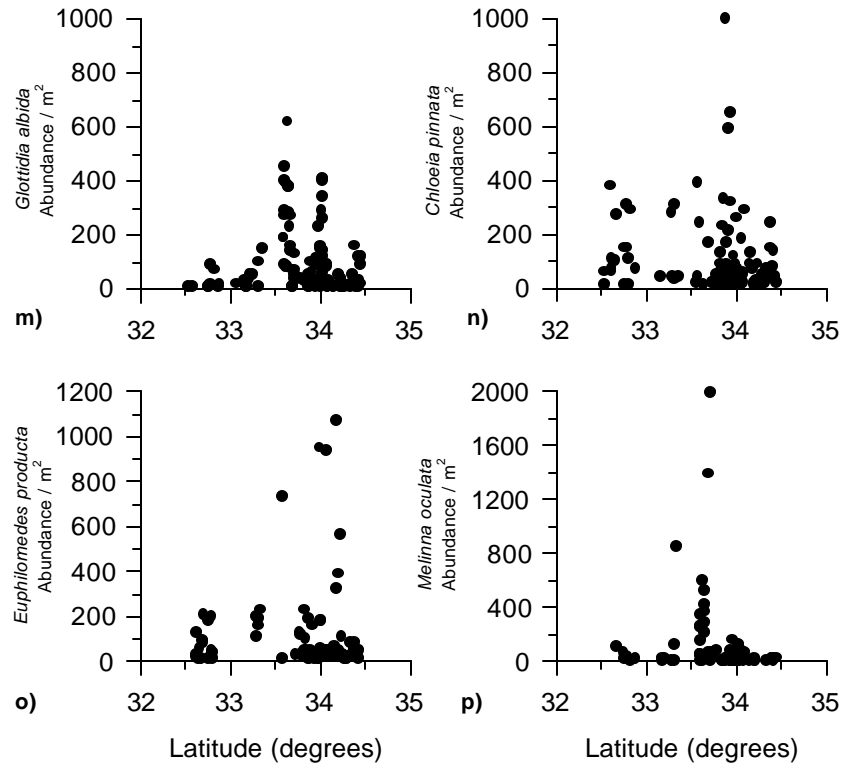 Glottidia albida
Abundance / m²
1000
800
600
400
200
0
32 33 34 35
m)
Chloeia pinnata
Abundance / m²
1000
800
600
400
200
0
32 33 34 35
n)
Euphilomedes producta
Abundance / m²
1200
1000
800
600
400
200
0
32 33 34 35
o)
Latitude (degrees)
Melinna oculata
Abundance / m²
2000
1600
1200
800
400
0
32 33 34 35
p)
Latitude (degrees)